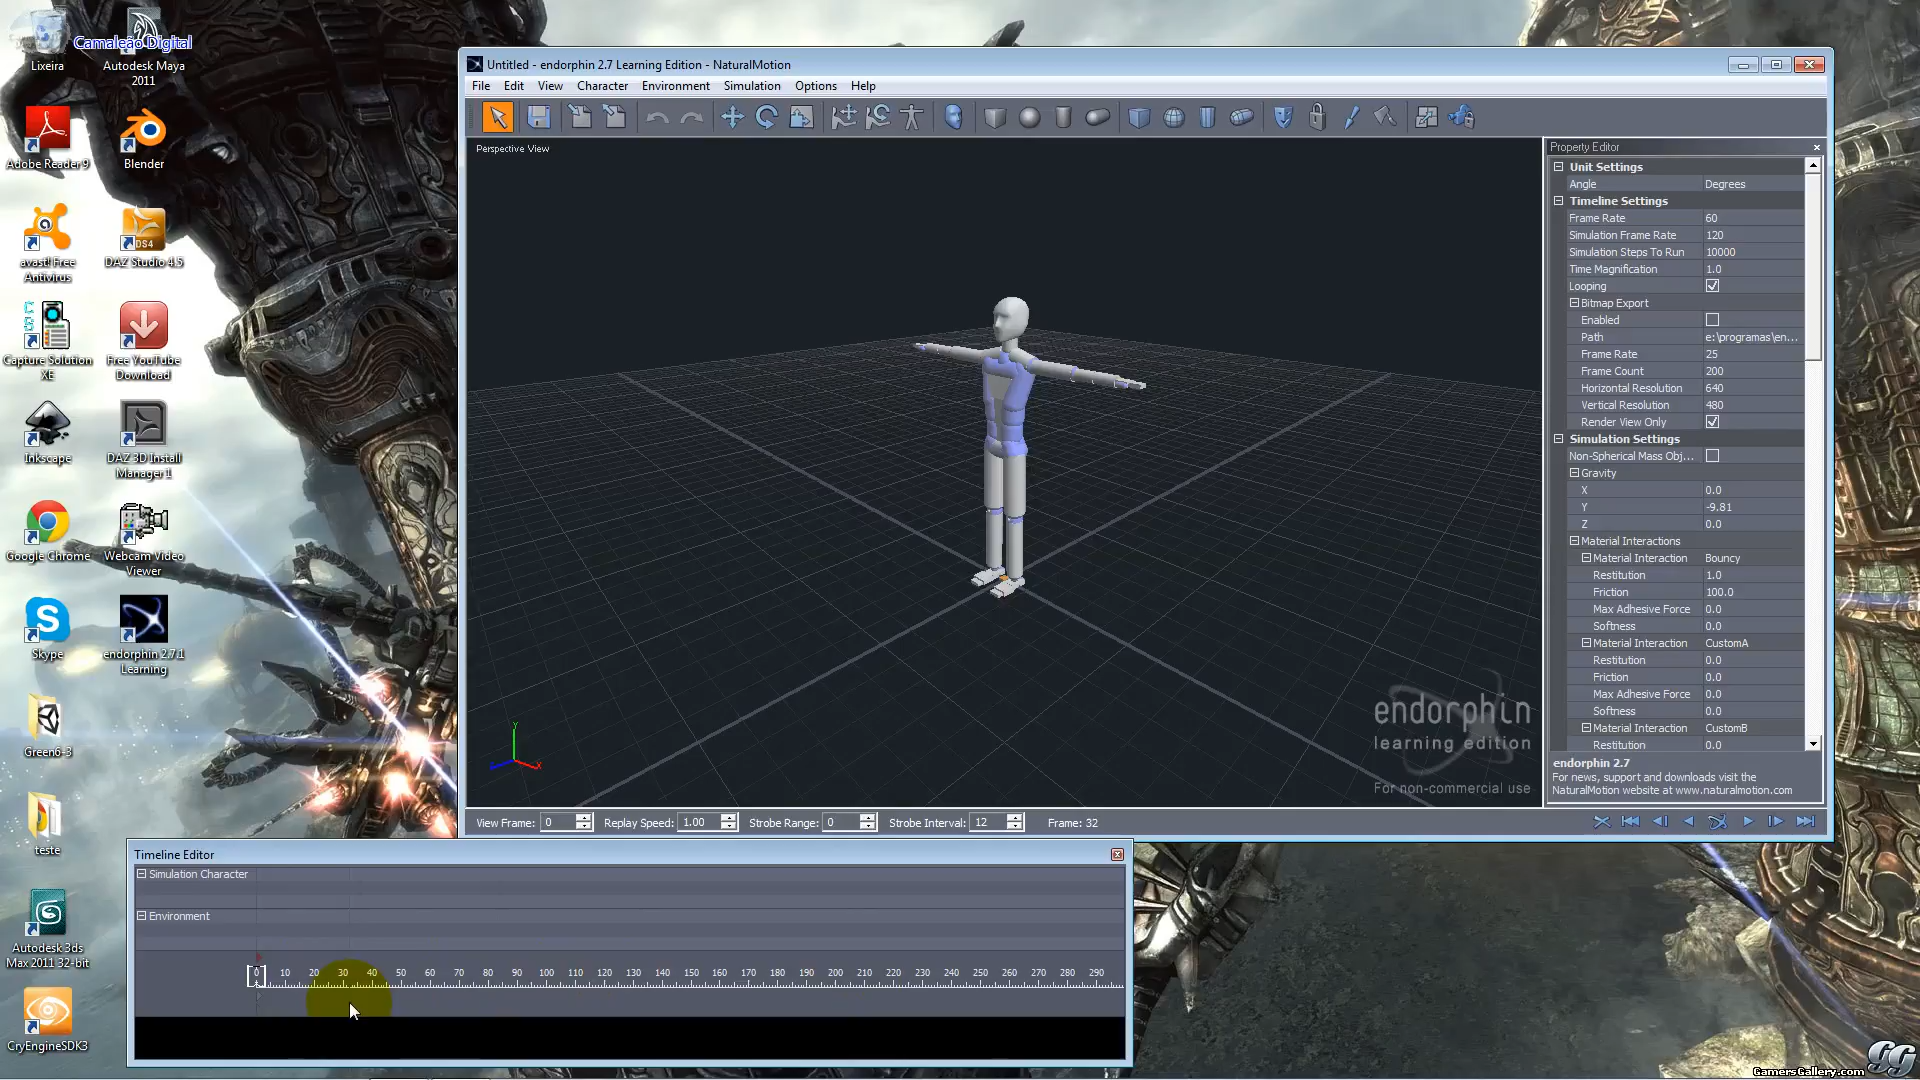 Camaleão Digital
Lixeira
Autodesk Maya 2011
Adobe Reader 9
Blender
avast! Free Antivirus
DS4
DAZ Studio 4.5
Capture Solution XE
Free YouTube Download
Inkscape
DAZ 3D Install Manager1
Google Chrome
Webcam Video Viewer
Skype
endorphin 2.7.1 Learning
Green6-3
teste
Autodesk 3ds Max 2011 32-bit
CryEngineSDK3
Untitled - endorphin 2.7 Learning Edition - NaturalMotion
File Edit View Character Environment Simulation Options Help
Perspective View
Y
X
endorphin
learning edition
For non-commercial use
Property Editor
Unit Settings
Angle Degrees
Timeline Settings
Frame Rate 60
Simulation Frame Rate 120
Simulation Steps To Run 10000
Time Magnification 1.0
Looping
Bitmap Export
Enabled
Path e:\programas\en...
Frame Rate 25
Frame Count 200
Horizontal Resolution 640
Vertical Resolution 480
Render View Only
Simulation Settings
Non-Spherical Mass Obj...
Gravity
X 0.0
Y -9.81
Z 0.0
Material Interactions
Material Interaction Bouncy
Restitution 1.0
Friction 100.0
Max Adhesive Force 0.0
Softness 0.0
Material Interaction CustomA
Restitution 0.0
Friction 0.0
Max Adhesive Force 0.0
Softness 0.0
Material Interaction CustomB
Restitution 0.0
endorphin 2.7
For news, support and downloads visit the
NaturalMotion website at www.naturalmotion.com
View Frame: 0 Replay Speed: 1.00 Strobe Range: 0 Strobe Interval: 12 Frame: 32
Timeline Editor
Simulation Character
Environment
0 10 20 30 40 50 60 70 80 90 100 110 120 130 140 150 160 170 180 190 200 210 220 230 240 250 260 270 280 290
GG
GamersGallery.com